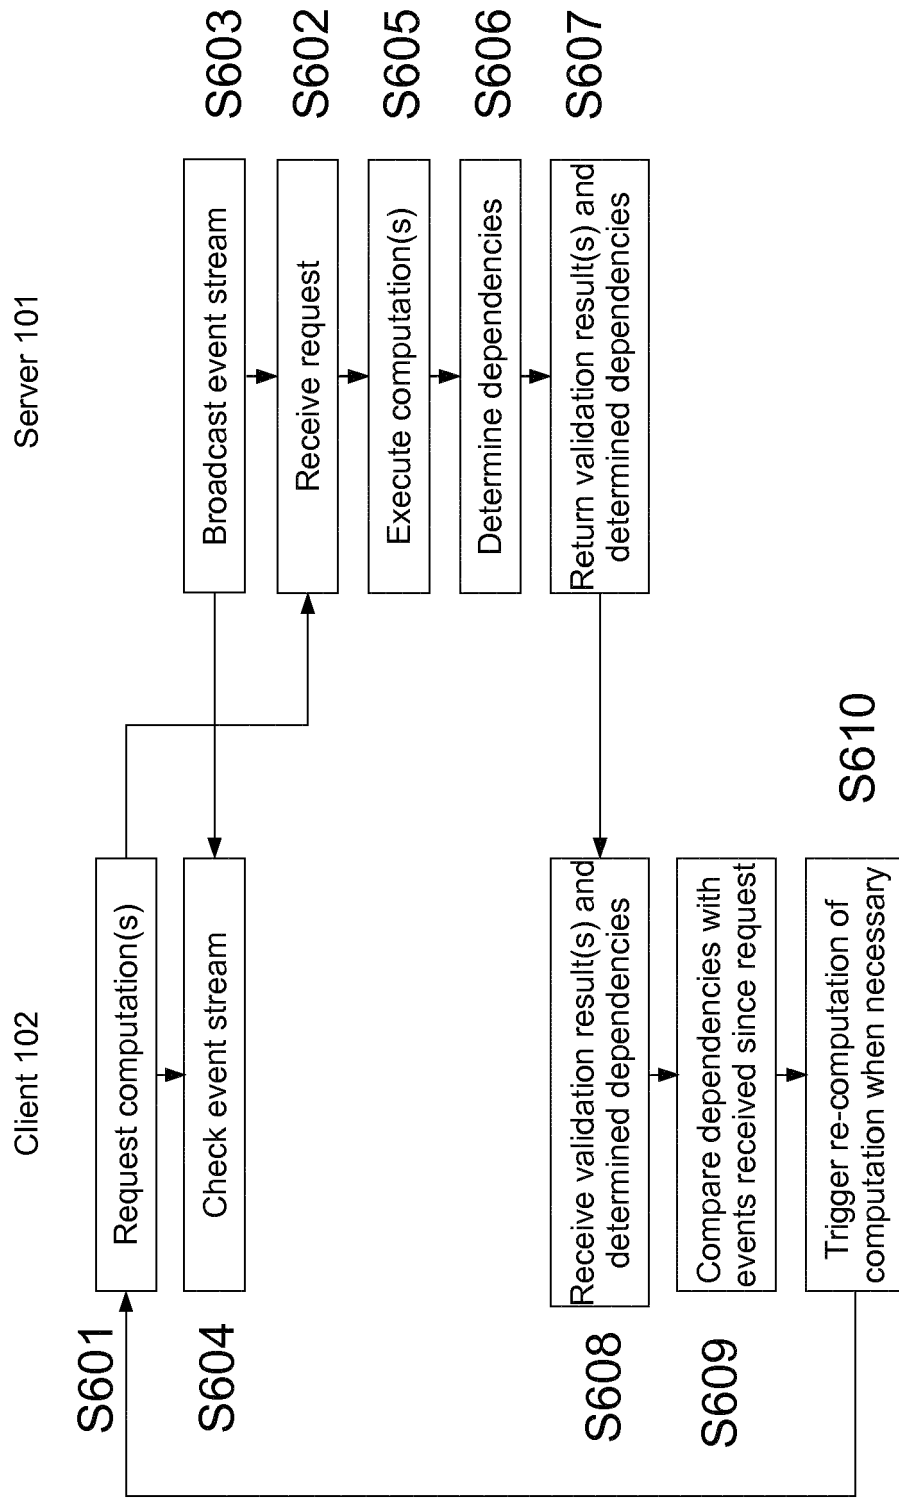 Client 102
Server 101
S601
Request computation(s)
S604
Check event stream
Broadcast event stream
S603
Receive request
S602
Execute computation(s)
S605
Determine dependencies
S606
Return validation result(s) and
determined dependencies
S607
S608
Receive validation result(s) and
determined dependencies
S609
Compare dependencies with
events received since request
Trigger re-computation of
computation when necessary
S610